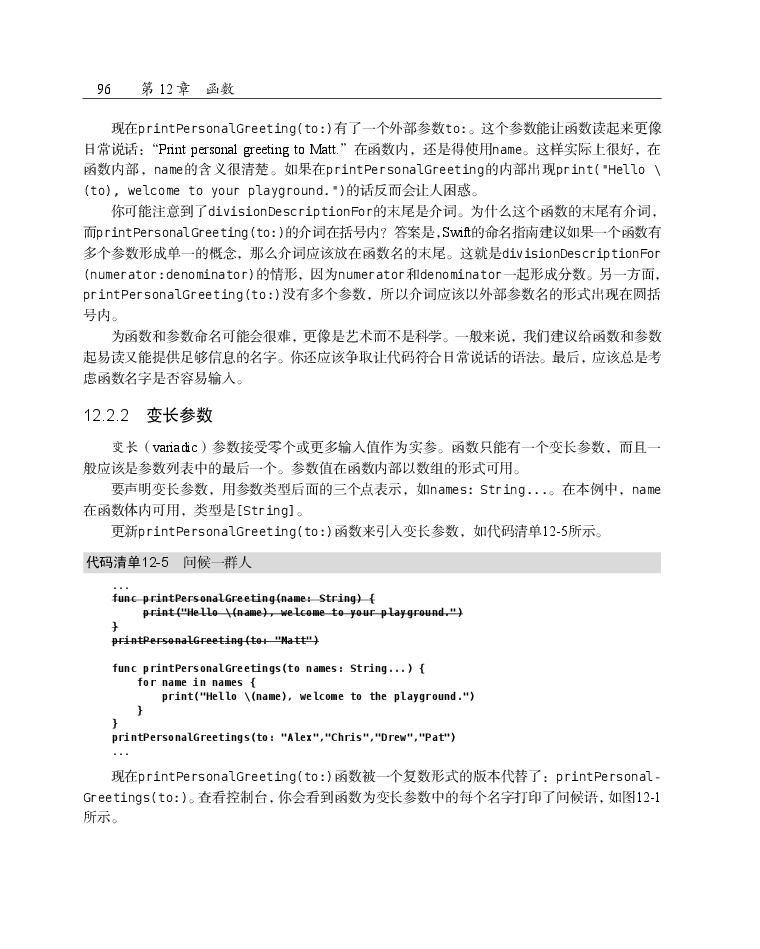 96 第 12 章 函数
现在printPersonalGreeting(to:)有了一个外部参数to:。这个参数能让函数读起来更像
日常说话：“Print personal greeting to Matt.”在函数内，还是得使用name。这样实际上很好，在
函数内部，name的含义很清楚。如果在printPersonalGreeting的内部出现print("Hello \
(to), welcome to your playground.")的话反而会让人困惑。
你可能注意到了divisionDescriptionFor的末尾是介词。为什么这个函数的末尾有介词，
而printPersonalGreeting(to:)的介词在括号内？答案是,Swift的命名指南建议如果一个函数有
多个参数形成单一的概念，那么介词应该放在函数名的末尾。这就是divisionDescriptionFor
(numerator:denominator)的情形，因为numerator和denominator一起形成分数。另一方面，
printPersonalGreeting(to:)没有多个参数，所以介词应该以外部参数名的形式出现在圆括
号内。
为函数和参数命名可能会很难，更像是艺术而不是科学。一般来说，我们建议给函数和参数
起易读又能提供足够信息的名字。你还应该争取让代码符合日常说话的语法。最后，应该总是考
虑函数名字是否容易输入。
12.2.2 变长参数
变长（variadic）参数接受零个或更多输入值作为实参。函数只能有一个变长参数，而且一
般应该是参数列表中的最后一个。参数值在函数内部以数组的形式可用。
要声明变长参数，用参数类型后面的三个点表示，如names: String...。在本例中，name
在函数体内可用，类型是[String]。
更新printPersonalGreeting(to:)函数来引入变长参数，如代码清单12-5所示。
代码清单12-5 问候一群人
...
func printPersonalGreeting(name: String) {
print("Hello \(name), welcome to your playground.")
}
printPersonalGreeting(to: "Matt")
func printPersonalGreetings(to names: String...) {
for name in names {
print("Hello \(name), welcome to the playground.")
}
}
printPersonalGreetings(to: "Alex","Chris","Drew","Pat")
...
现在printPersonalGreeting(to:)函数被一个复数形式的版本代替了：printPersonal-
Greetings(to:)。查看控制台，你会看到函数为变长参数中的每个名字打印了问候语，如图12-1
所示。